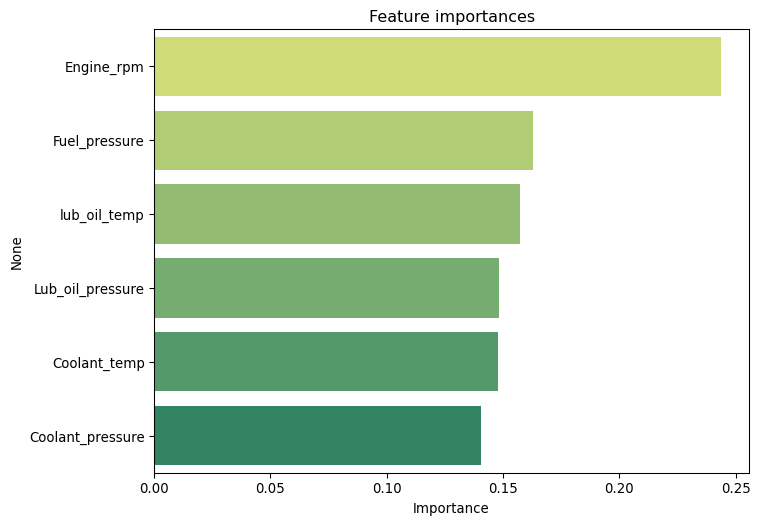 Feature importances
Engine_rpm
Fuel_pressure
lub_oil_temp
Lub_oil_pressure
Coolant_temp
Coolant_pressure
None
0.00 0.05 0.10 0.15 0.20 0.25
Importance